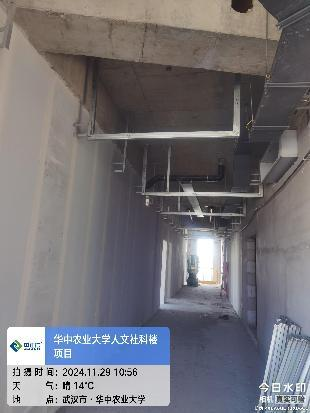 华中农业大学人文社科楼
项目
拍摄时间：2024.11.29 10:56
天气：晴 14℃
地点：武汉市·华中农业大学
今日水印
相机